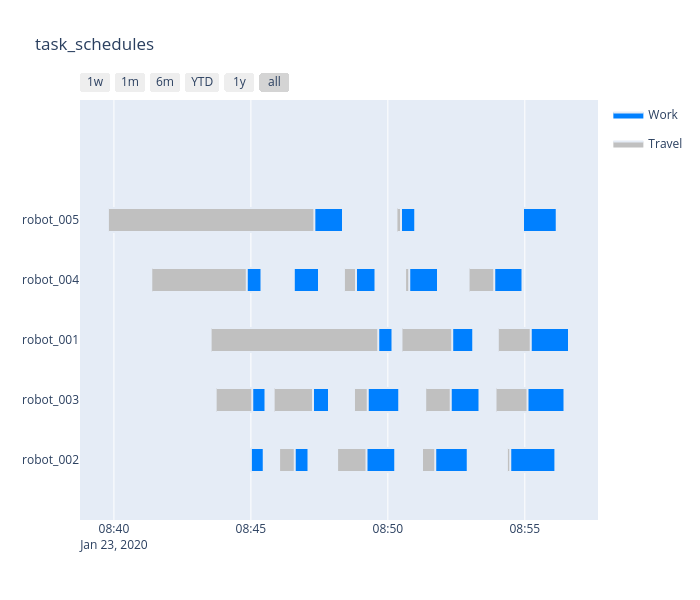 task_schedules
1w 1m 6m YTD 1y all
Work
Travel
robot_005
robot_004
robot_001
robot_003
robot_002
08:40 08:45 08:50 08:55
Jan 23, 2020